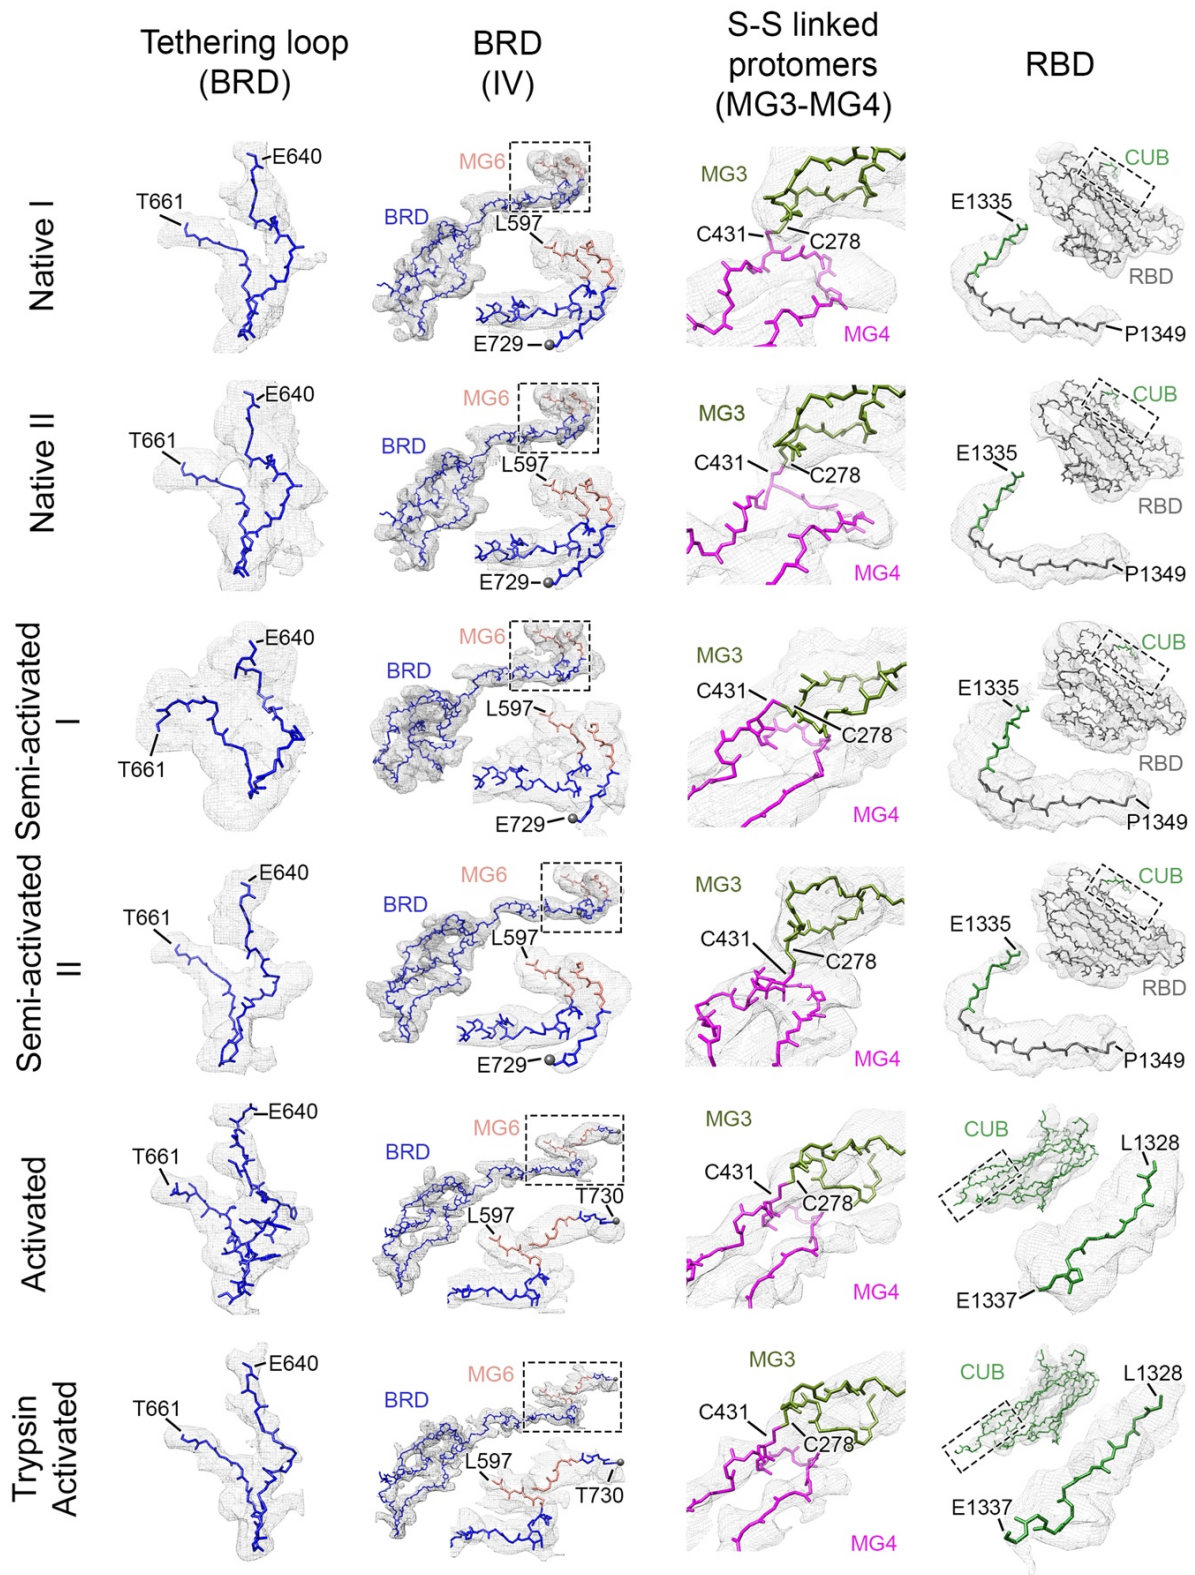 Tethering loop
(BRD)
BRD
(IV)
S-S linked
protomers
(MG3-MG4)
RBD
Native I
E640
T661
MG6
BRD
L597
E729
MG3
C431
C278
MG4
CUB
E1335
RBD
P1349
Native II
E640
T661
MG6
BRD
L597
E729
MG3
C431
C278
MG4
CUB
E1335
RBD
P1349
Semi-activated
I
E640
T661
MG6
BRD
L597
E729
MG3
C431
C278
MG4
CUB
E1335
RBD
P1349
Semi-activated
II
E640
T661
MG6
BRD
L597
E729
MG3
C431
C278
MG4
CUB
E1335
RBD
P1349
Activated
E640
T661
MG6
BRD
T730
L597
MG3
C431
C278
MG4
CUB
L1328
E1337
Trypsin
Activated
E640
T661
MG6
BRD
L597
T730
MG3
C431
C278
MG4
CUB
L1328
E1337